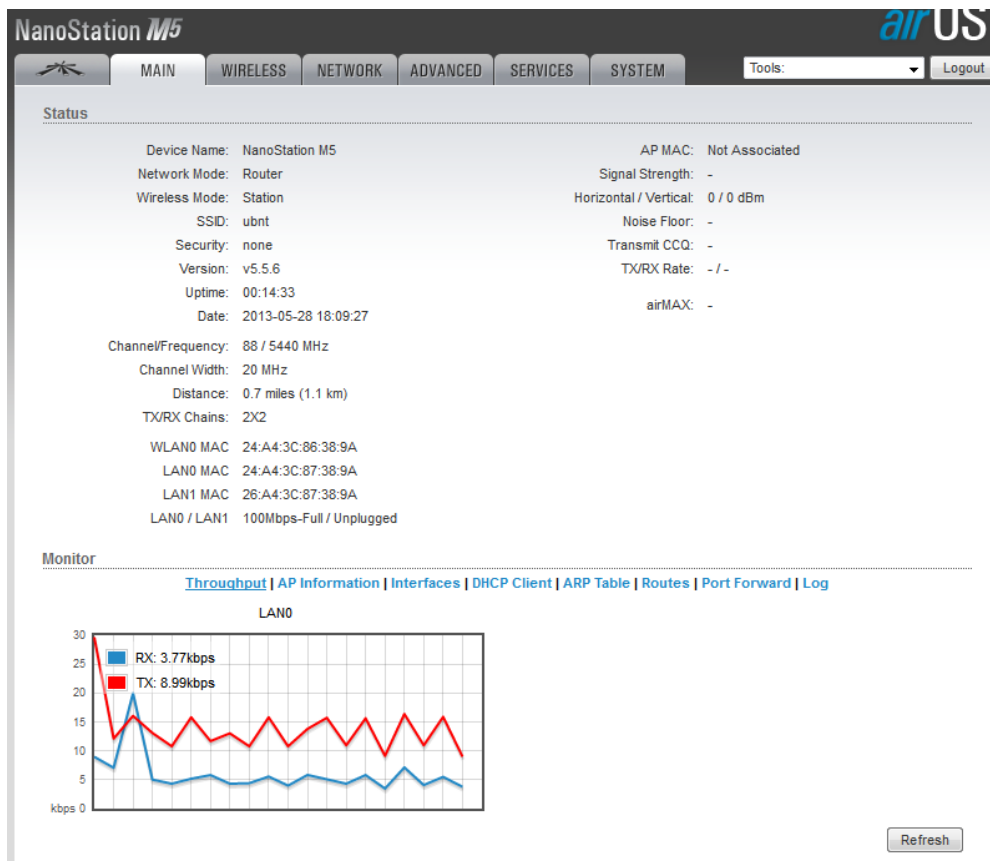 NanoStation M5
air US
MAIN WIRELESS NETWORK ADVANCED SERVICES SYSTEM Tools: Logout
Status
Device Name: NanoStation M5
Network Mode: Router
Wireless Mode: Station
SSID: ubnt
Security: none
Version: v5.5.6
Uptime: 00:14:33
Date: 2013-05-28 18:09:27
Channel/Frequency: 88 / 5440 MHz
Channel Width: 20 MHz
Distance: 0.7 miles (1.1 km)
TX/RX Chains: 2X2
WLAN0 MAC 24:A4:3C:86:38:9A
LAN0 MAC 24:A4:3C:87:38:9A
LAN1 MAC 26:A4:3C:87:38:9A
LAN0 / LAN1 100Mbps-Full / Unplugged
AP MAC: Not Associated
Signal Strength: -
Horizontal / Vertical: 0 / 0 dBm
Noise Floor: -
Transmit CCQ: -
TX/RX Rate: - / -
airMAX: -
Monitor
Throughput | AP Information | Interfaces | DHCP Client | ARP Table | Routes | Port Forward | Log
LAN0
30
25
20
15
10
5
kbps 0
RX: 3.77kbps
TX: 8.99kbps
Refresh